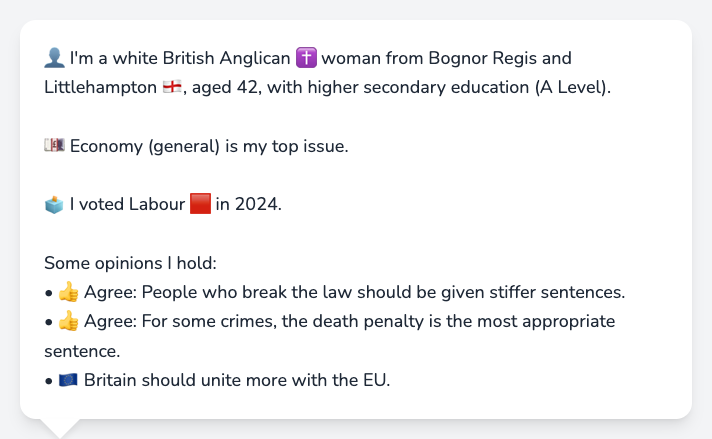 👤 I'm a white British Anglican ✝️ woman from Bognor Regis and
Littlehampton 🏴󠁧󠁢󠁥󠁮󠁧󠁿, aged 42, with higher secondary education (A Level).
💷 Economy (general) is my top issue.
🗳️ I voted Labour 🟥 in 2024.
Some opinions I hold:
• 👍 Agree: People who break the law should be given stiffer sentences.
• 👍 Agree: For some crimes, the death penalty is the most appropriate
sentence.
• 🇪🇺 Britain should unite more with the EU.